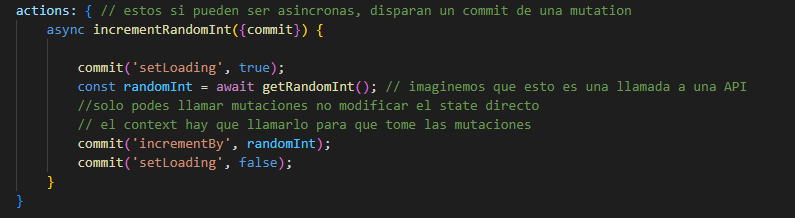 actions: { // estos si pueden ser asincronas, disparan un commit de una mutation
async incrementRandomInt({commit}) {
commit('setLoading', true);
const randomInt = await getRandomInt(); // imaginemos que esto es una llamada a una API
//solo podes llamar mutaciones no modificar el state directo
// el context hay que llamarlo para que tome las mutaciones
commit('incrementBy', randomInt);
commit('setLoading', false);
}
}